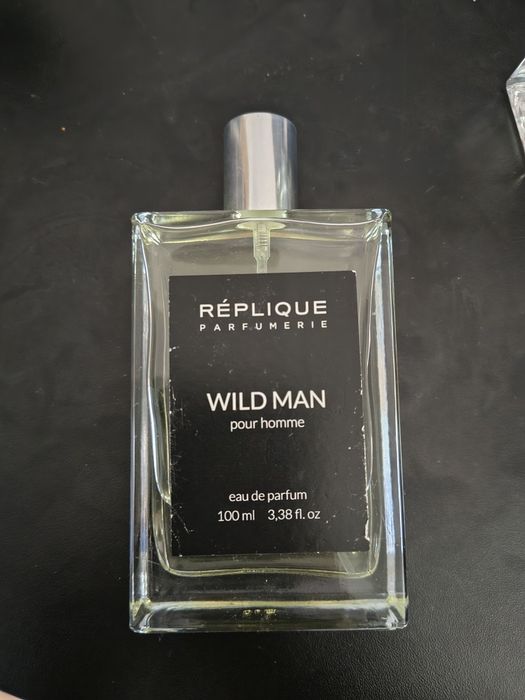 RÉPLIQUE
PARFUMERIE
WILD MAN
pour homme
eau de parfum
100 ml 3,38 fl. oz